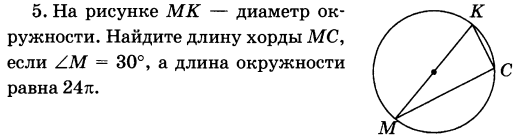 5. На рисунке MK — диаметр ок-
ружности. Найдите длину хорды MC,
если ∠M = 30°, а длина окружности
равна 24π.
K
C
M